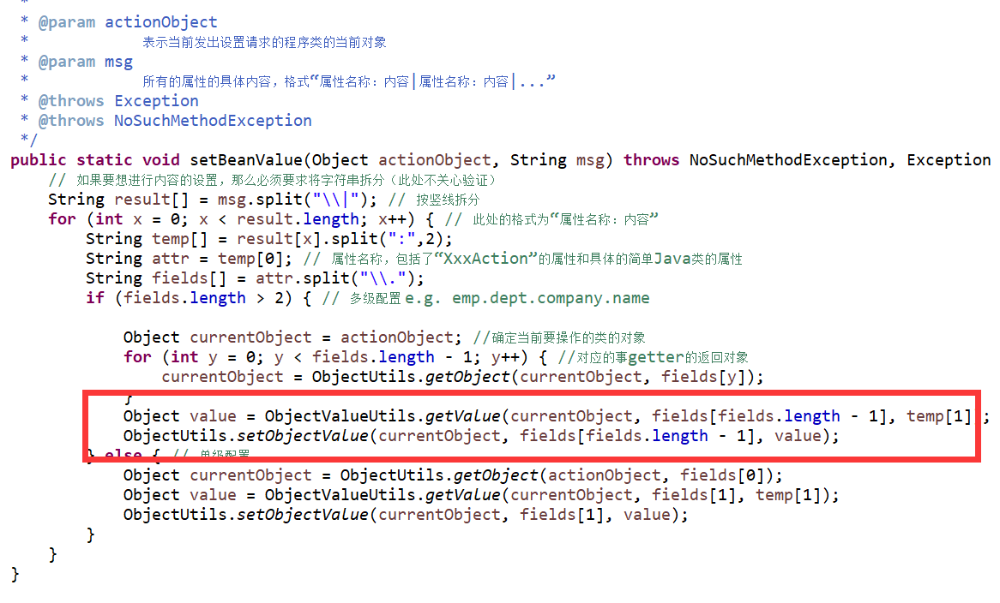 *
* @param actionObject
* 表示当前发出设置请求的程序类的当前对象
* @param msg
* 所有的属性的具体内容，格式“属性名称：内容|属性名称：内容|...”
* @throws Exception
* @throws NoSuchMethodException
*/
public static void setBeanValue(Object actionObject, String msg) throws NoSuchMethodException, Exception
// 如果要想进行内容的设置，那么必须要求将字符串拆分（此处不关心验证）
String result[] = msg.split("\\|"); // 按竖线拆分
for (int x = 0; x < result.length; x++) { // 此处的格式为“属性名称：内容”
String temp[] = result[x].split(":",2);
String attr = temp[0]; // 属性名称，包括了“XxxAction”的属性和具体的简单Java类的属性
String fields[] = attr.split("\\.");
if (fields.length > 2) { // 多级配置 e.g. emp.dept.company.name
Object currentObject = actionObject; //确定当前要操作的类的对象
for (int y = 0; y < fields.length - 1; y++) { //对应的事getter的返回对象
currentObject = ObjectUtils.getObject(currentObject, fields[y]);
}
Object value = ObjectValueUtils.getValue(currentObject, fields[fields.length - 1], temp[1]);
ObjectUtils.setObjectValue(currentObject, fields[fields.length - 1], value);
} else { // 单级配置
Object currentObject = ObjectUtils.getObject(actionObject, fields[0]);
Object value = ObjectValueUtils.getValue(currentObject, fields[1], temp[1]);
ObjectUtils.setObjectValue(currentObject, fields[1], value);
}
}
}